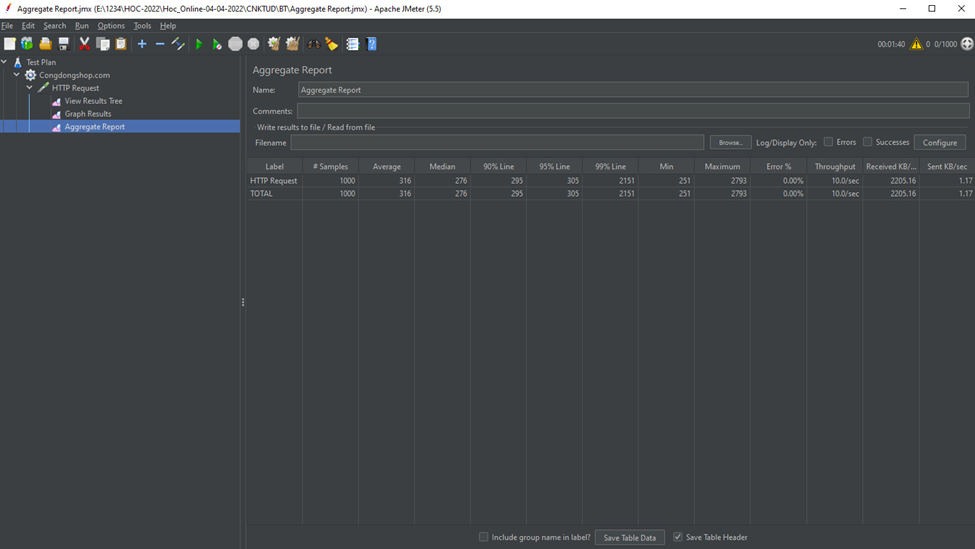 Aggregate Report.jmx (E:\1234\HOC-2022\Hoc_Online-04-04-2022\CNKTUD\BT\Aggregate Report.jmx) - Apache JMeter (5.5)
File Edit Search Run Options Tools Help
00:01:40 0 0/1000
Test Plan
Congdongshop.com
HTTP Request
View Results Tree
Graph Results
Aggregate Report
Aggregate Report
Name: Aggregate Report
Comments:
Write results to file / Read from file
Filename Browse... Log/Display Only: Errors Successes Configure
Label # Samples Average Median 90% Line 95% Line 99% Line Min Maximum Error % Throughput Received KB/... Sent KB/sec
HTTP Request 1000 316 276 295 305 2151 251 2793 0.00% 10.0/sec 2205.16 1.17
TOTAL 1000 316 276 295 305 2151 251 2793 0.00% 10.0/sec 2205.16 1.17
Include group name in label? Save Table Data Save Table Header